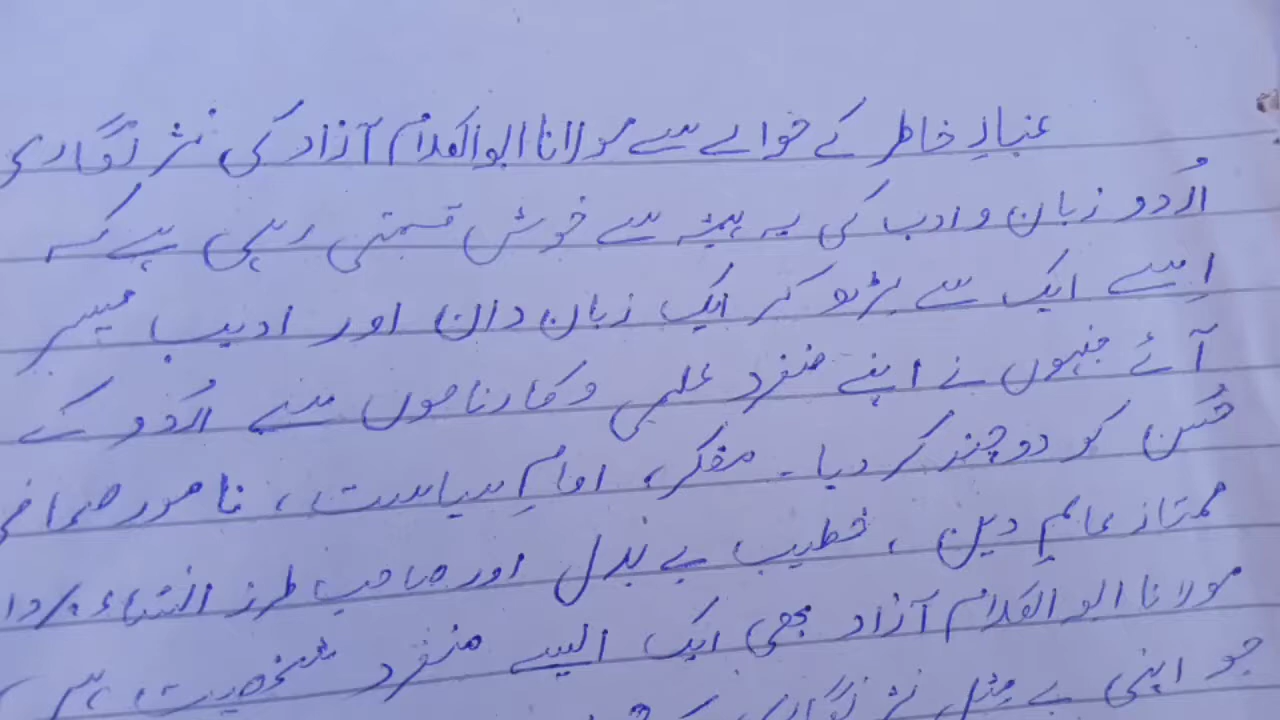 غبارِ خاطر کے حوالے سے مولانا ابوالکلام آزاد کی نثر نگاری
اُردو زبان و ادب کی یہ ہمیشہ سے خوش قسمتی رہی ہے کہ
اِسے ایک سے بڑھ کر ایک زبان دان اور ادیب میسر
آئے جنہوں نے اپنے منفرد علمی و کارناموں سے اُردو کے
حُسن کو دوچند کر دیا۔ مفکر، امامِ سیاست، نامور صحافی
ممتاز عالمِ دین، خطیب بے بدل اور صاحبِ طرز انشاء پردا
مولانا ابوالکلام آزاد بھی ایک ایسے منفرد شخصیت ہیں
جو اپنی بے مثل نثر نگاری